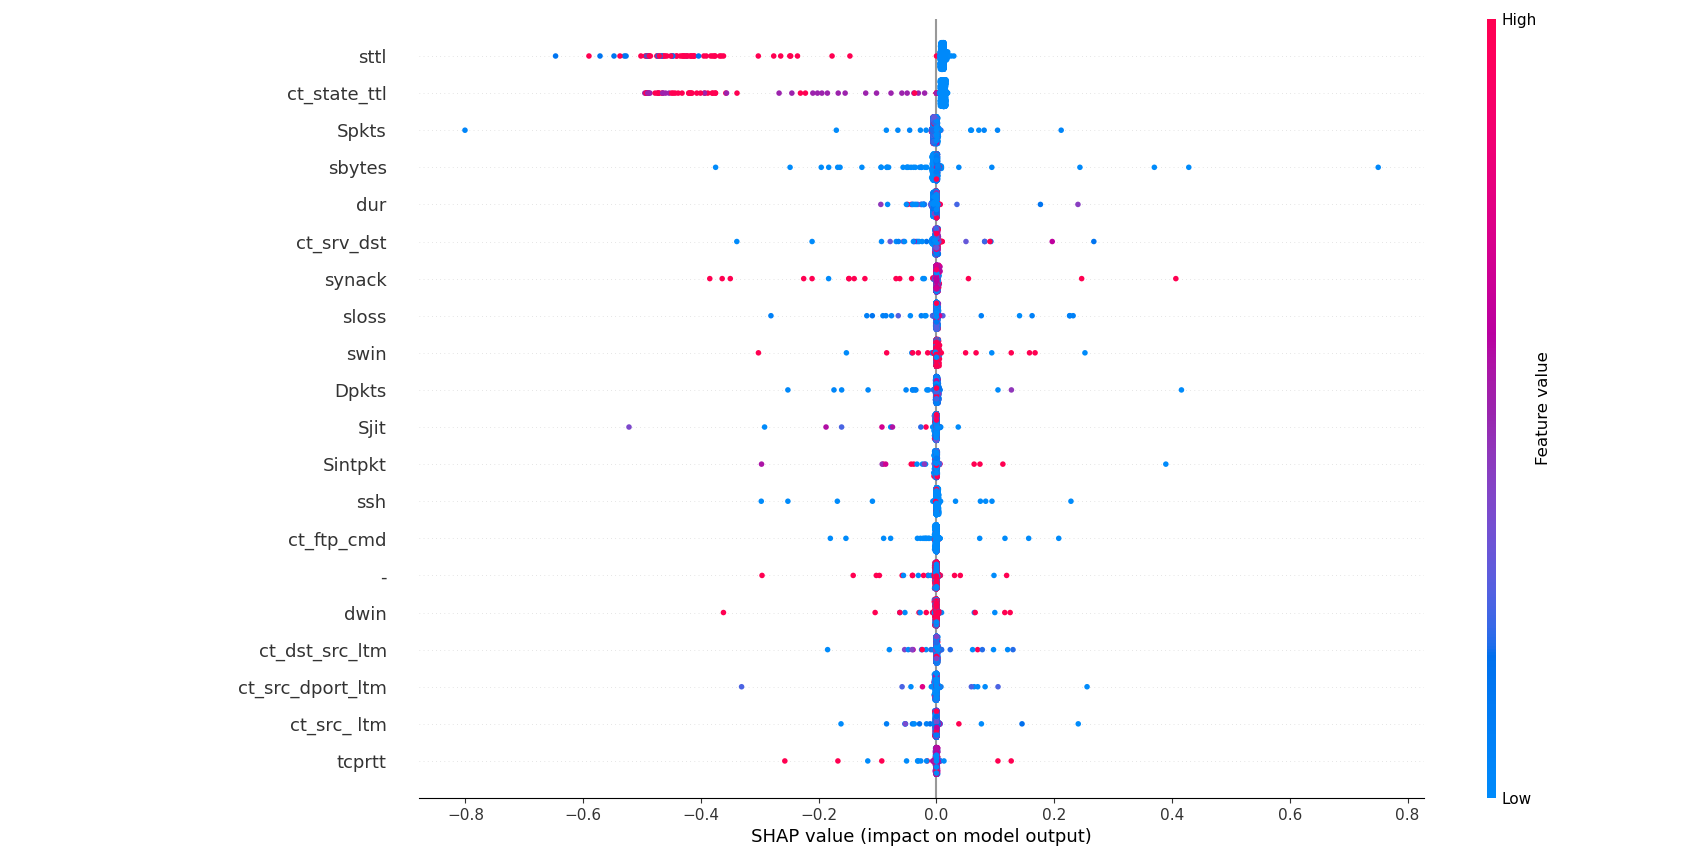 High
sttl
ct_state_ttl
Spkts
sbytes
dur
ct_srv_dst
synack
sloss
swin
Dpkts
Sjit
Sintpkt
ssh
ct_ftp_cmd
-
dwin
ct_dst_src_ltm
ct_src_dport_ltm
ct_src_ ltm
tcprtt
Feature value
Low
−0.8 −0.6 −0.4 −0.2 0.0 0.2 0.4 0.6 0.8
SHAP value (impact on model output)